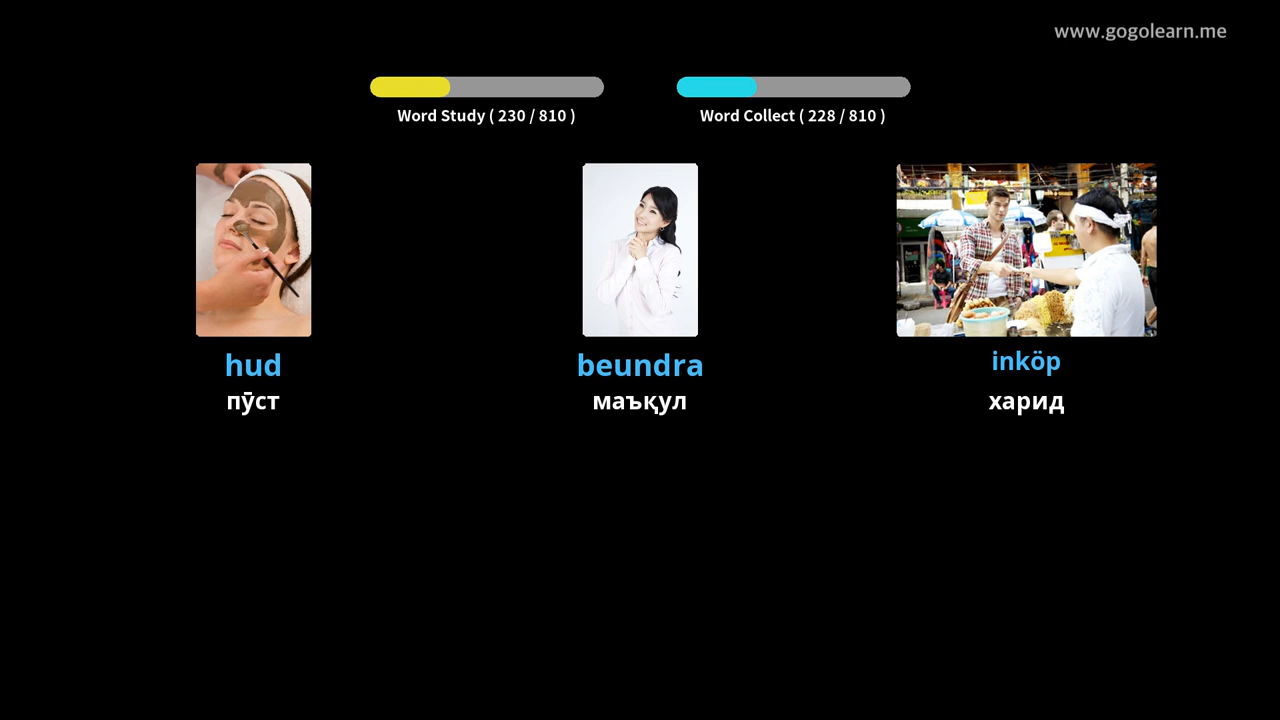 www.gogolearn.me
Word Study ( 230 / 810 )
Word Collect ( 228 / 810 )
hud
beundra
inköp
пӯст
маъқул
харид